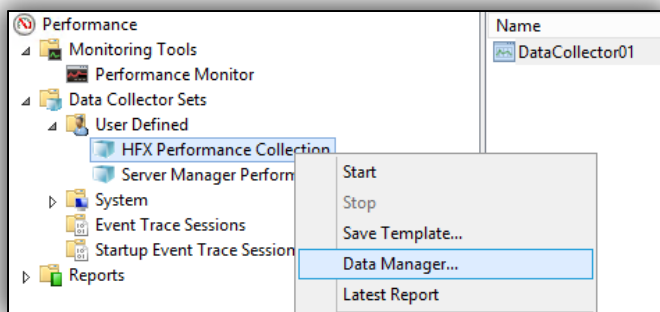 Performance
Monitoring Tools
Performance Monitor
Data Collector Sets
User Defined
HFX Performance Collection
Server Manager Perform
System
Event Trace Sessions
Startup Event Trace Session
Reports
Name
DataCollector01
Start
Stop
Save Template...
Data Manager...
Latest Report